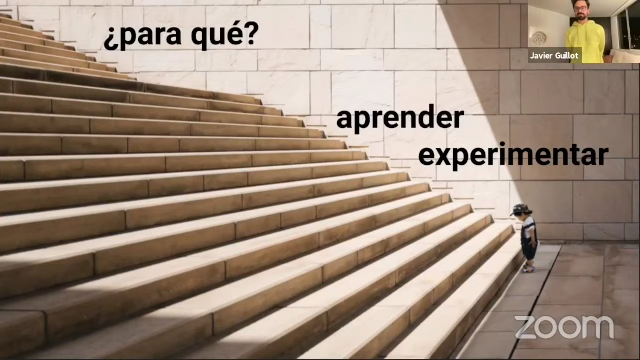 ¿para qué?
Javier Guillot
aprender
experimentar
zoom